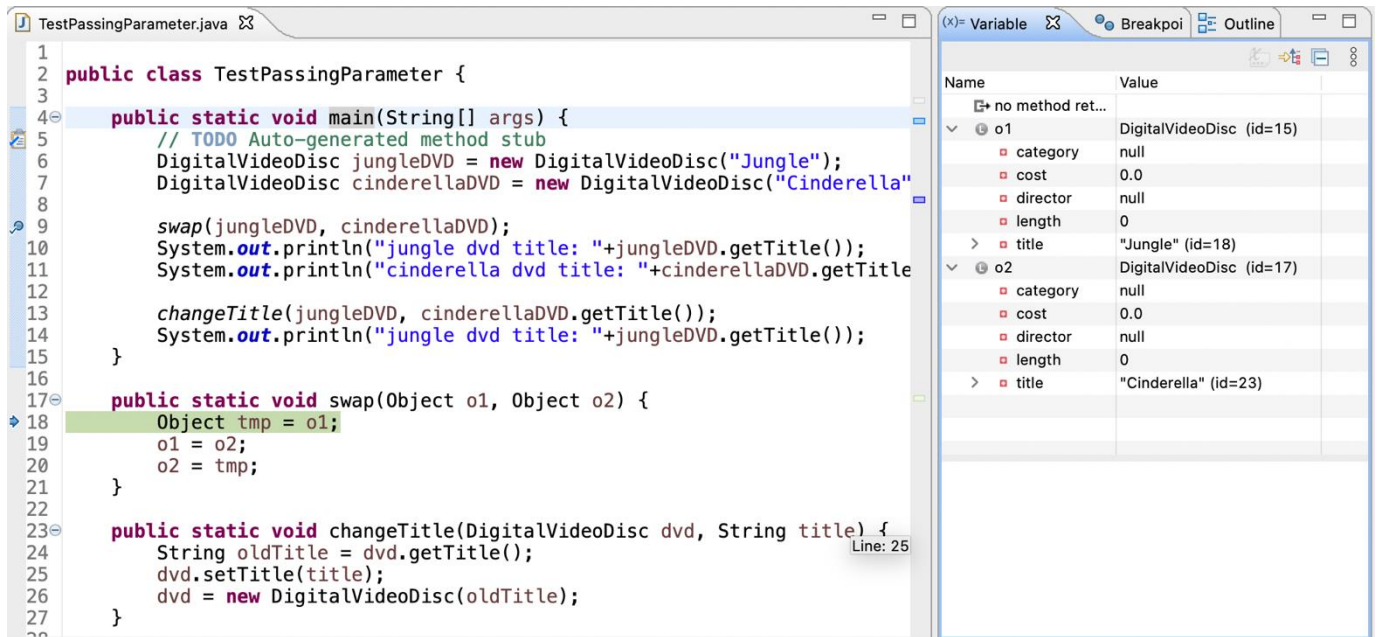 TestPassingParameter.java
1
2 public class TestPassingParameter {
3
4 public static void main(String[] args) {
5 // TODO Auto-generated method stub
6 DigitalVideoDisc jungleDVD = new DigitalVideoDisc("Jungle");
7 DigitalVideoDisc cinderellaDVD = new DigitalVideoDisc("Cinderella"
8
9 swap(jungleDVD, cinderellaDVD);
10 System.out.println("jungle dvd title: "+jungleDVD.getTitle());
11 System.out.println("cinderella dvd title: "+cinderellaDVD.getTitle
12
13 changeTitle(jungleDVD, cinderellaDVD.getTitle());
14 System.out.println("jungle dvd title: "+jungleDVD.getTitle());
15 }
16
17 public static void swap(Object o1, Object o2) {
18 Object tmp = o1;
19 o1 = o2;
20 o2 = tmp;
21 }
22
23 public static void changeTitle(DigitalVideoDisc dvd, String title) {
24 String oldTitle = dvd.getTitle();
Line: 25
25 dvd.setTitle(title);
26 dvd = new DigitalVideoDisc(oldTitle);
27 }
(x)= Variable Breakpoi Outline
Name Value
no method ret...
o1 DigitalVideoDisc (id=15)
category null
cost 0.0
director null
length 0
title "Jungle" (id=18)
o2 DigitalVideoDisc (id=17)
category null
cost 0.0
director null
length 0
title "Cinderella" (id=23)